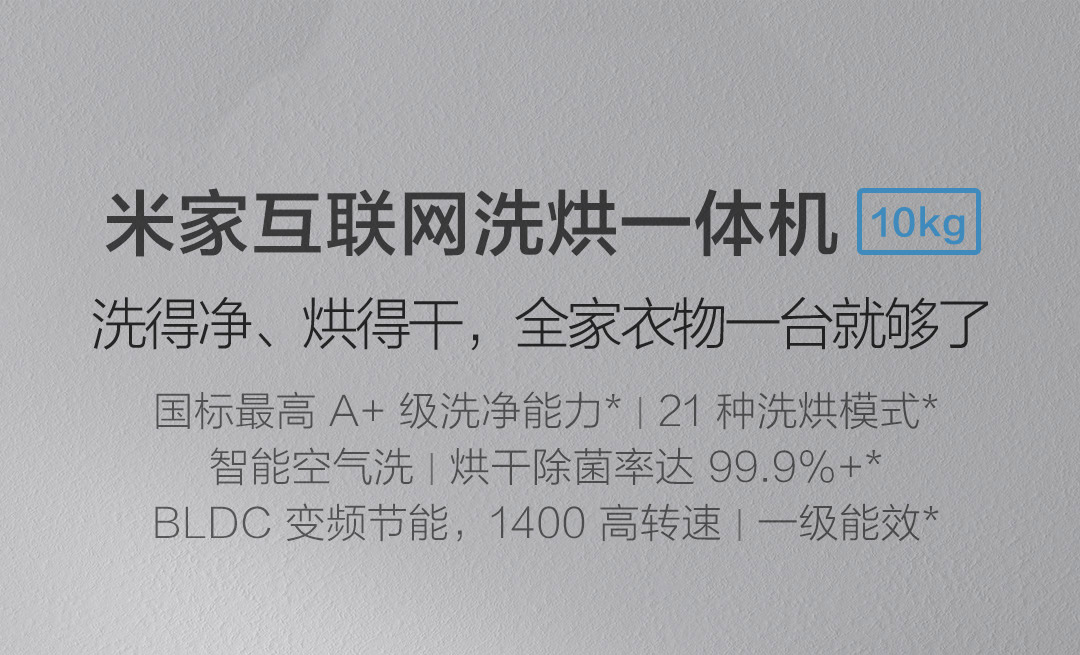 米家互联网洗烘一体机 10kg
洗得净、烘得干，全家衣物一台就够了
国标最高 A+ 级洗净能力* | 21 种洗烘模式*
智能空气洗 | 烘干除菌率达 99.9%+*
BLDC 变频节能，1400 高转速 | 一级能效*